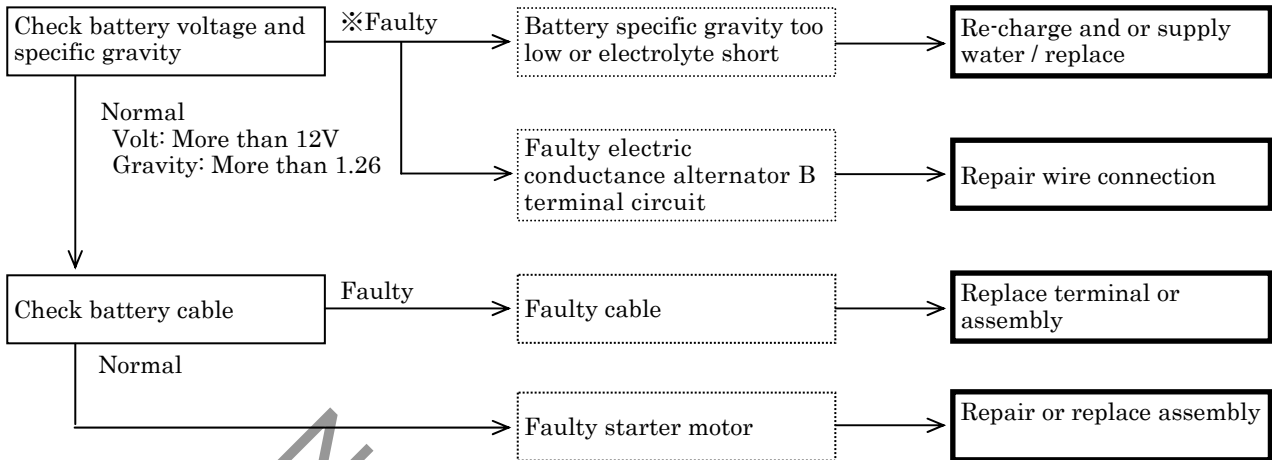 Check battery voltage and
specific gravity
※Faulty
Battery specific gravity too
low or electrolyte short
Re-charge and or supply
water / replace
Normal
Volt: More than 12V
Gravity: More than 1.26
Faulty electric
conductance alternator B
terminal circuit
Repair wire connection
Check battery cable
Faulty
Faulty cable
Replace terminal or
assembly
Normal
Faulty starter motor
Repair or replace assembly